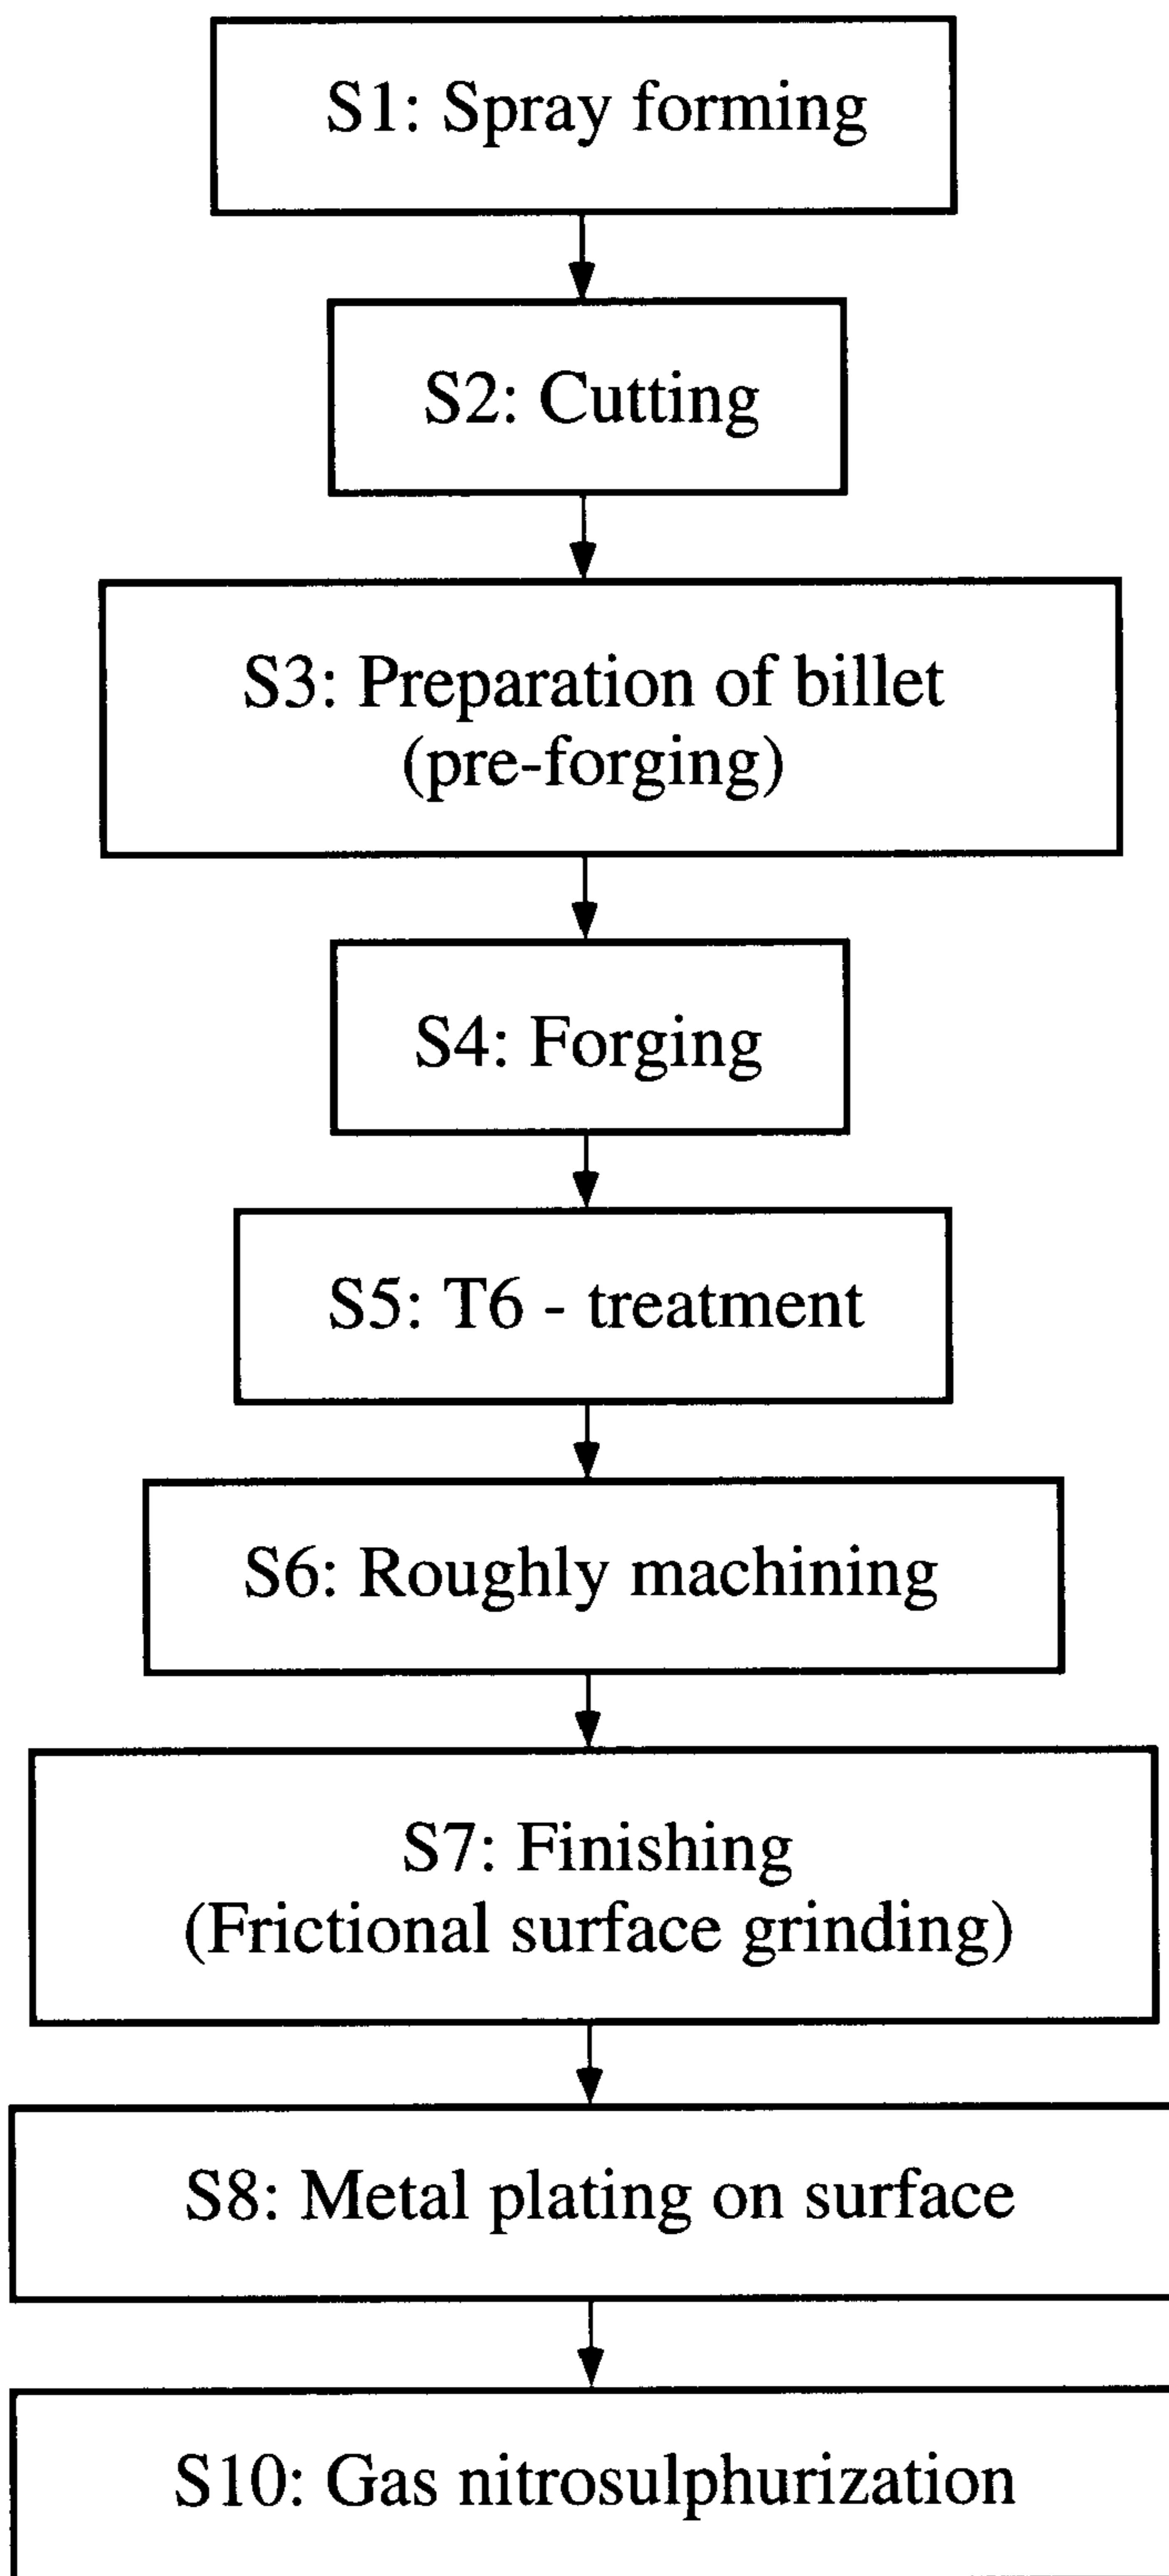 S1: Spray forming
S2: Cutting
S3: Preparation of billet
(pre-forging)
S4: Forging
S5: T6 - treatment
S6: Roughly machining
S7: Finishing
(Frictional surface grinding)
S8: Metal plating on surface
S10: Gas nitrosulphurization